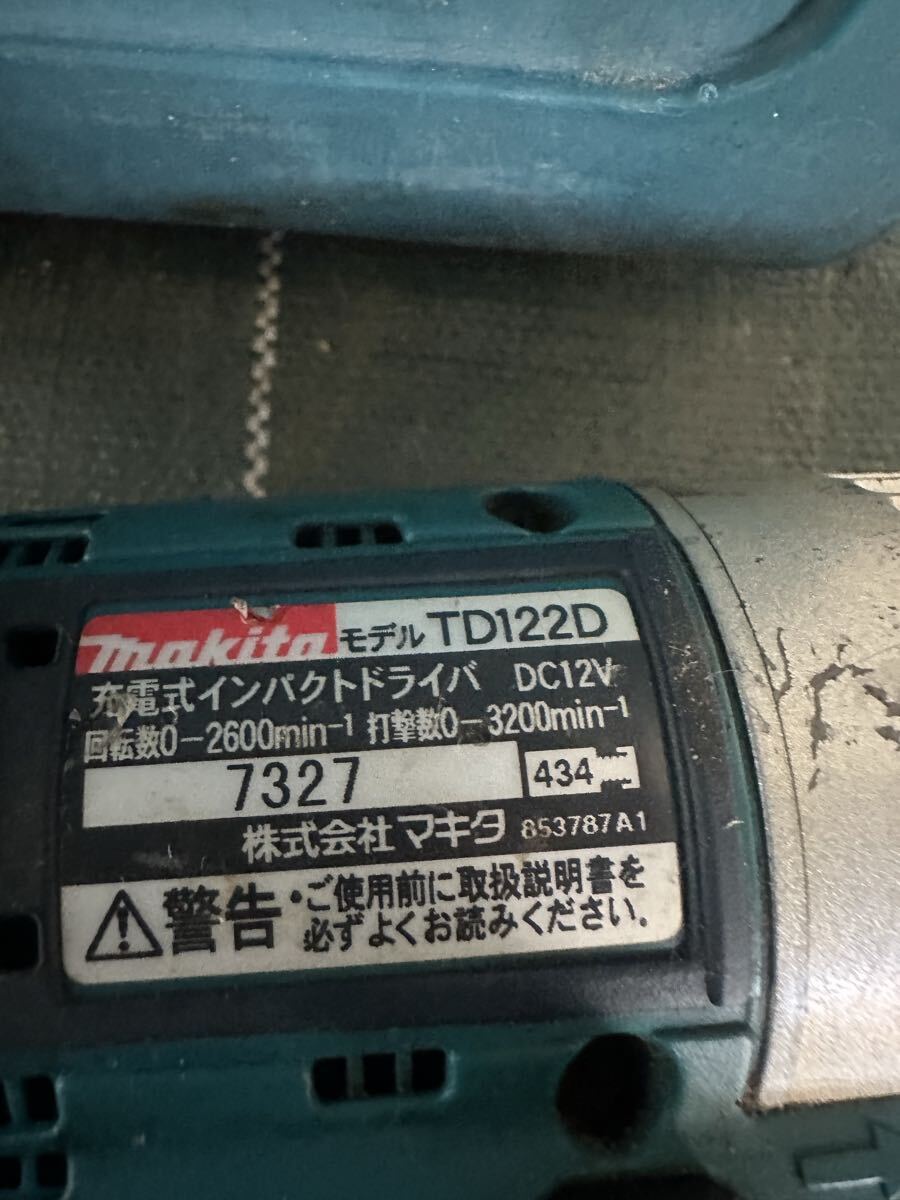 makita モデル TD122D
充電式インパクトドライバ DC12V
回転数0-2600min-1 打撃数0-3200min-1
7327 434
株式会社 マキタ 853787A1
警告・ご使用前に取扱説明書を
必ずよくお読みください.